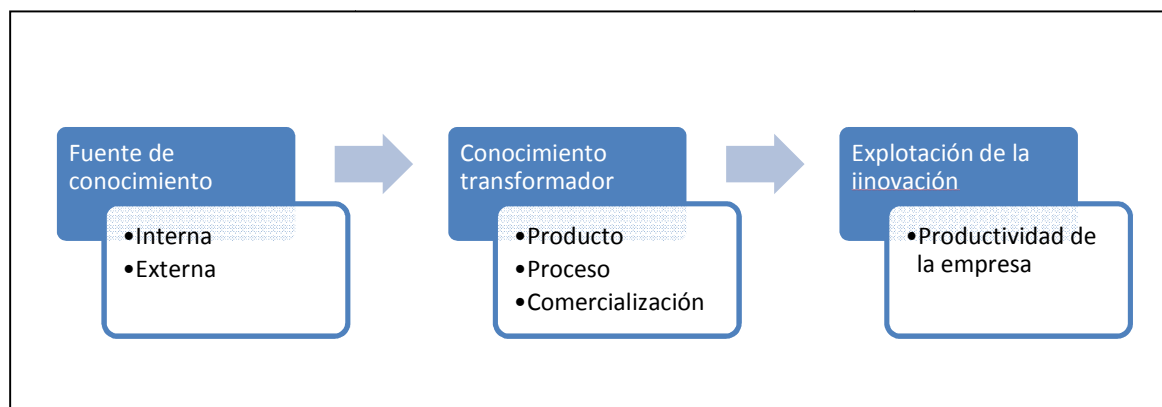 Fuente de
conocimiento
•Interna
•Externa
Conocimiento
transformador
•Producto
•Proceso
•Comercialización
Explotación de la
iinovación
•Productividad de
la empresa